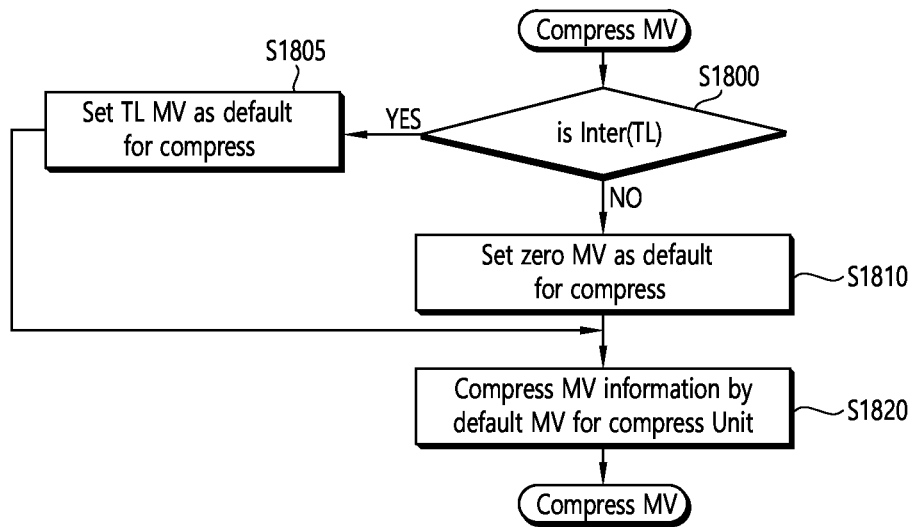 Compress MV
S1805
S1800
Set TL MV as default
for compress
YES
is Inter(TL)
NO
Set zero MV as default
for compress
S1810
Compress MV information by
default MV for compress Unit
S1820
Compress MV